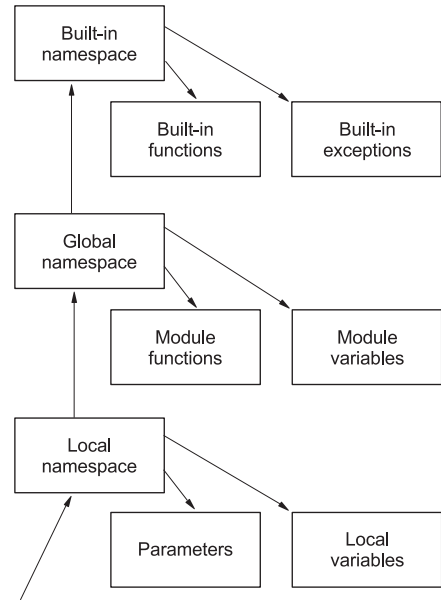 Built-in
namespace
Built-in
functions
Built-in
exceptions
Global
namespace
Module
functions
Module
variables
Local
namespace
Parameters
Local
variables